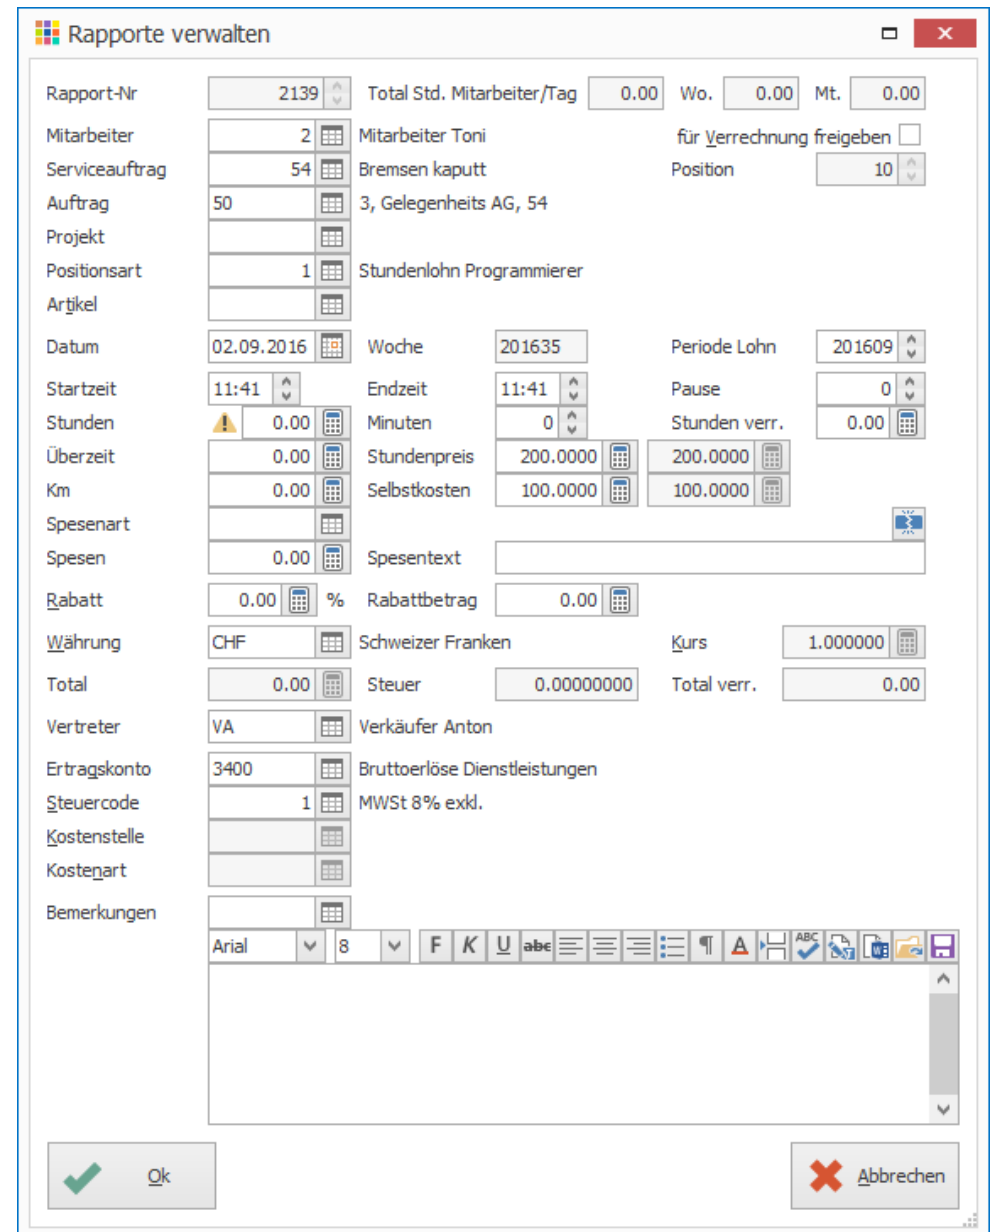 Rapporte verwalten
Rapport-Nr 2139 Total Std. Mitarbeiter/Tag 0.00 Wo. 0.00 Mt. 0.00
Mitarbeiter 2 Mitarbeiter Toni für Verrechnung freigeben
Serviceauftrag 54 Bremsen kaputt Position 10
Auftrag 50 3, Gelegenheits AG, 54
Projekt
Positionsart 1 Stundenlohn Programmierer
Artikel
Datum 02.09.2016 Woche 201635 Periode Lohn 201609
Startzeit 11:41 Endzeit 11:41 Pause 0
Stunden 0.00 Minuten 0 Stunden verr. 0.00
Überzeit 0.00 Stundenpreis 200.0000 200.0000
Km 0.00 Selbstkosten 100.0000 100.0000
Spesenart
Spesen 0.00 Spesentext
Rabatt 0.00 % Rabattbetrag 0.00
Währung CHF Schweizer Franken Kurs 1.000000
Total 0.00 Steuer 0.00000000 Total verr. 0.00
Vertreter VA Verkäufer Anton
Ertragskonto 3400 Bruttoerlöse Dienstleistungen
Steuercode 1 MWSt 8% exkl.
Kostenstelle
Kostenart
Bemerkungen
Arial 8 F K U abc ¶ A ABC W
Ok Abbrechen